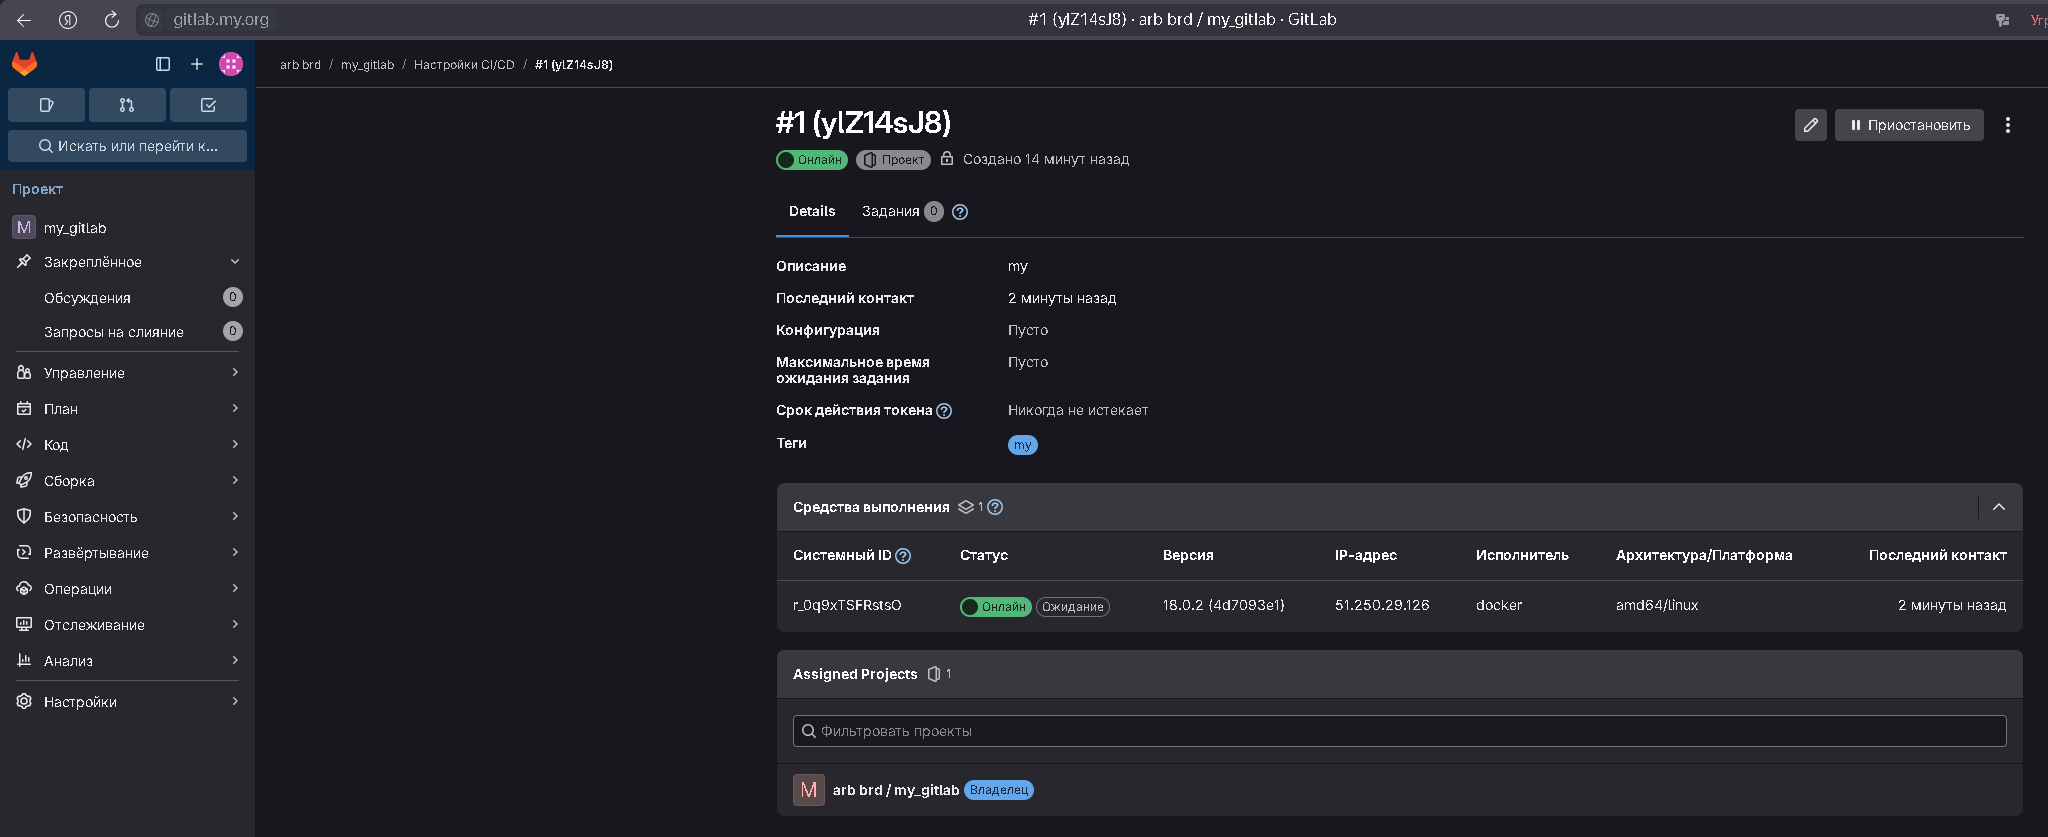 gitlab.my.org
#1 (ylZ14sJ8) · arb brd / my_gitlab · GitLab
arb brd / my_gitlab / Настройки CI/CD / #1 (ylZ14sJ8)
Искать или перейти к...
Проект
M my_gitlab
Закреплённое
Обсуждения 0
Запросы на слияние 0
Управление
План
Код
Сборка
Безопасность
Развёртывание
Операции
Отслеживание
Анализ
Настройки
#1 (ylZ14sJ8)
Приостановить
Онлайн Проект Создано 14 минут назад
Details Задания 0 ?
Описание my
Последний контакт 2 минуты назад
Конфигурация Пусто
Максимальное время ожидания задания Пусто
Срок действия токена ? Никогда не истекает
Теги my
Средства выполнения 1 ?
Системный ID ? Статус Версия IP-адрес Исполнитель Архитектура/Платформа Последний контакт
r_0q9xTSFRstsO Онлайн Ожидание 18.0.2 (4d7093e1) 51.250.29.126 docker amd64/linux 2 минуты назад
Assigned Projects 1
Фильтровать проекты
M arb brd / my_gitlab Владелец